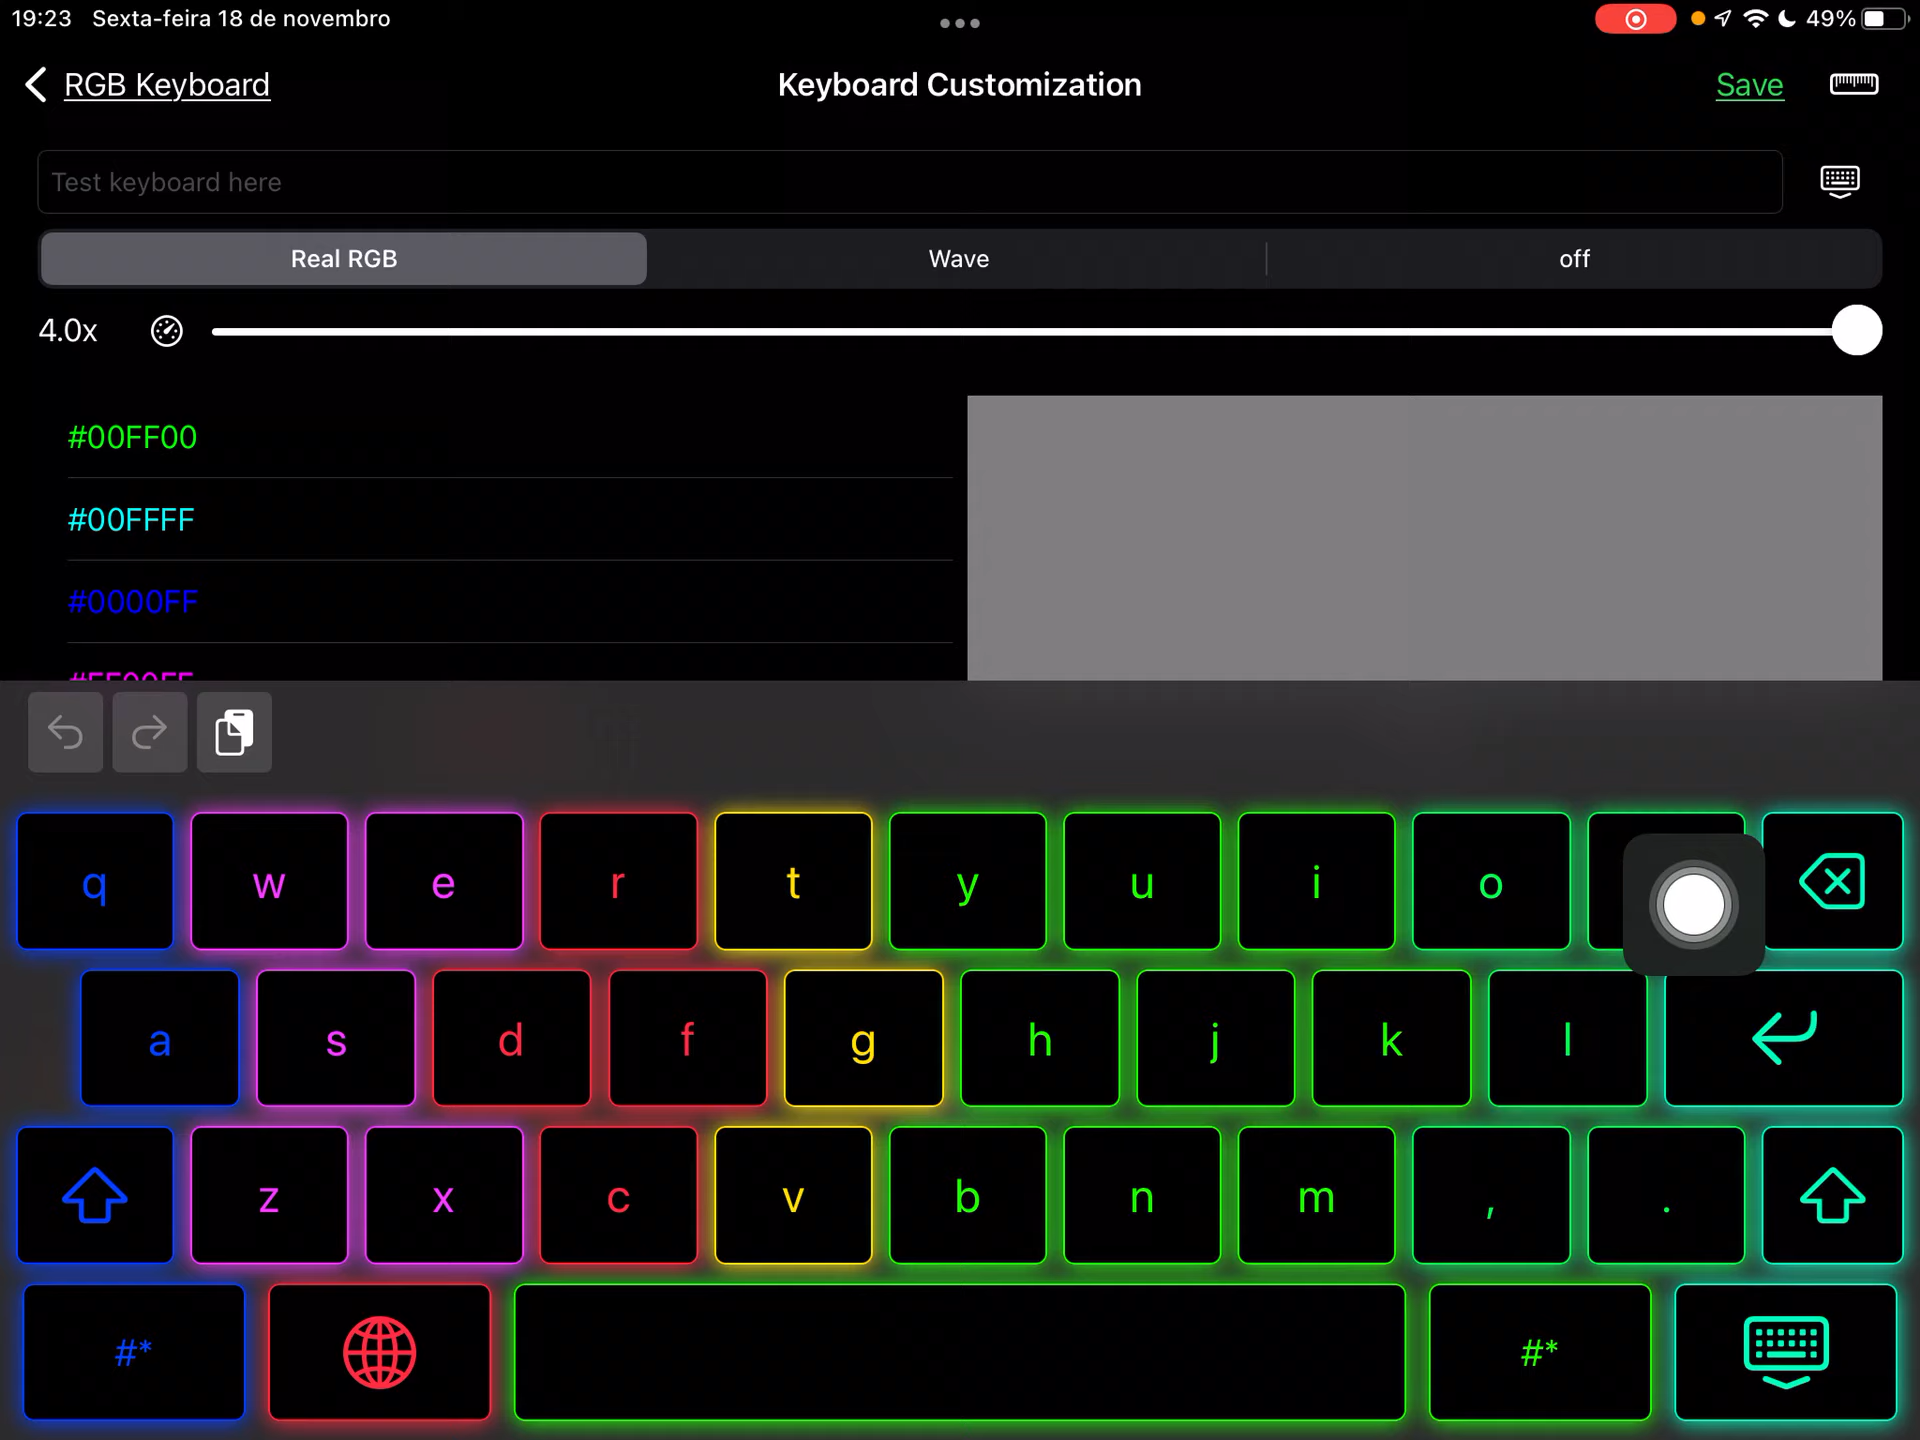 19:23 Sexta-feira 18 de novembro 49%
RGB Keyboard Keyboard Customization Save
Test keyboard here
Real RGB Wave off
4.0x
#00FF00
#00FFFF
#0000FF
#FF00FF
q w e r t y u i o
a s d f g h j k l
z x c v b n m , .
#* #*